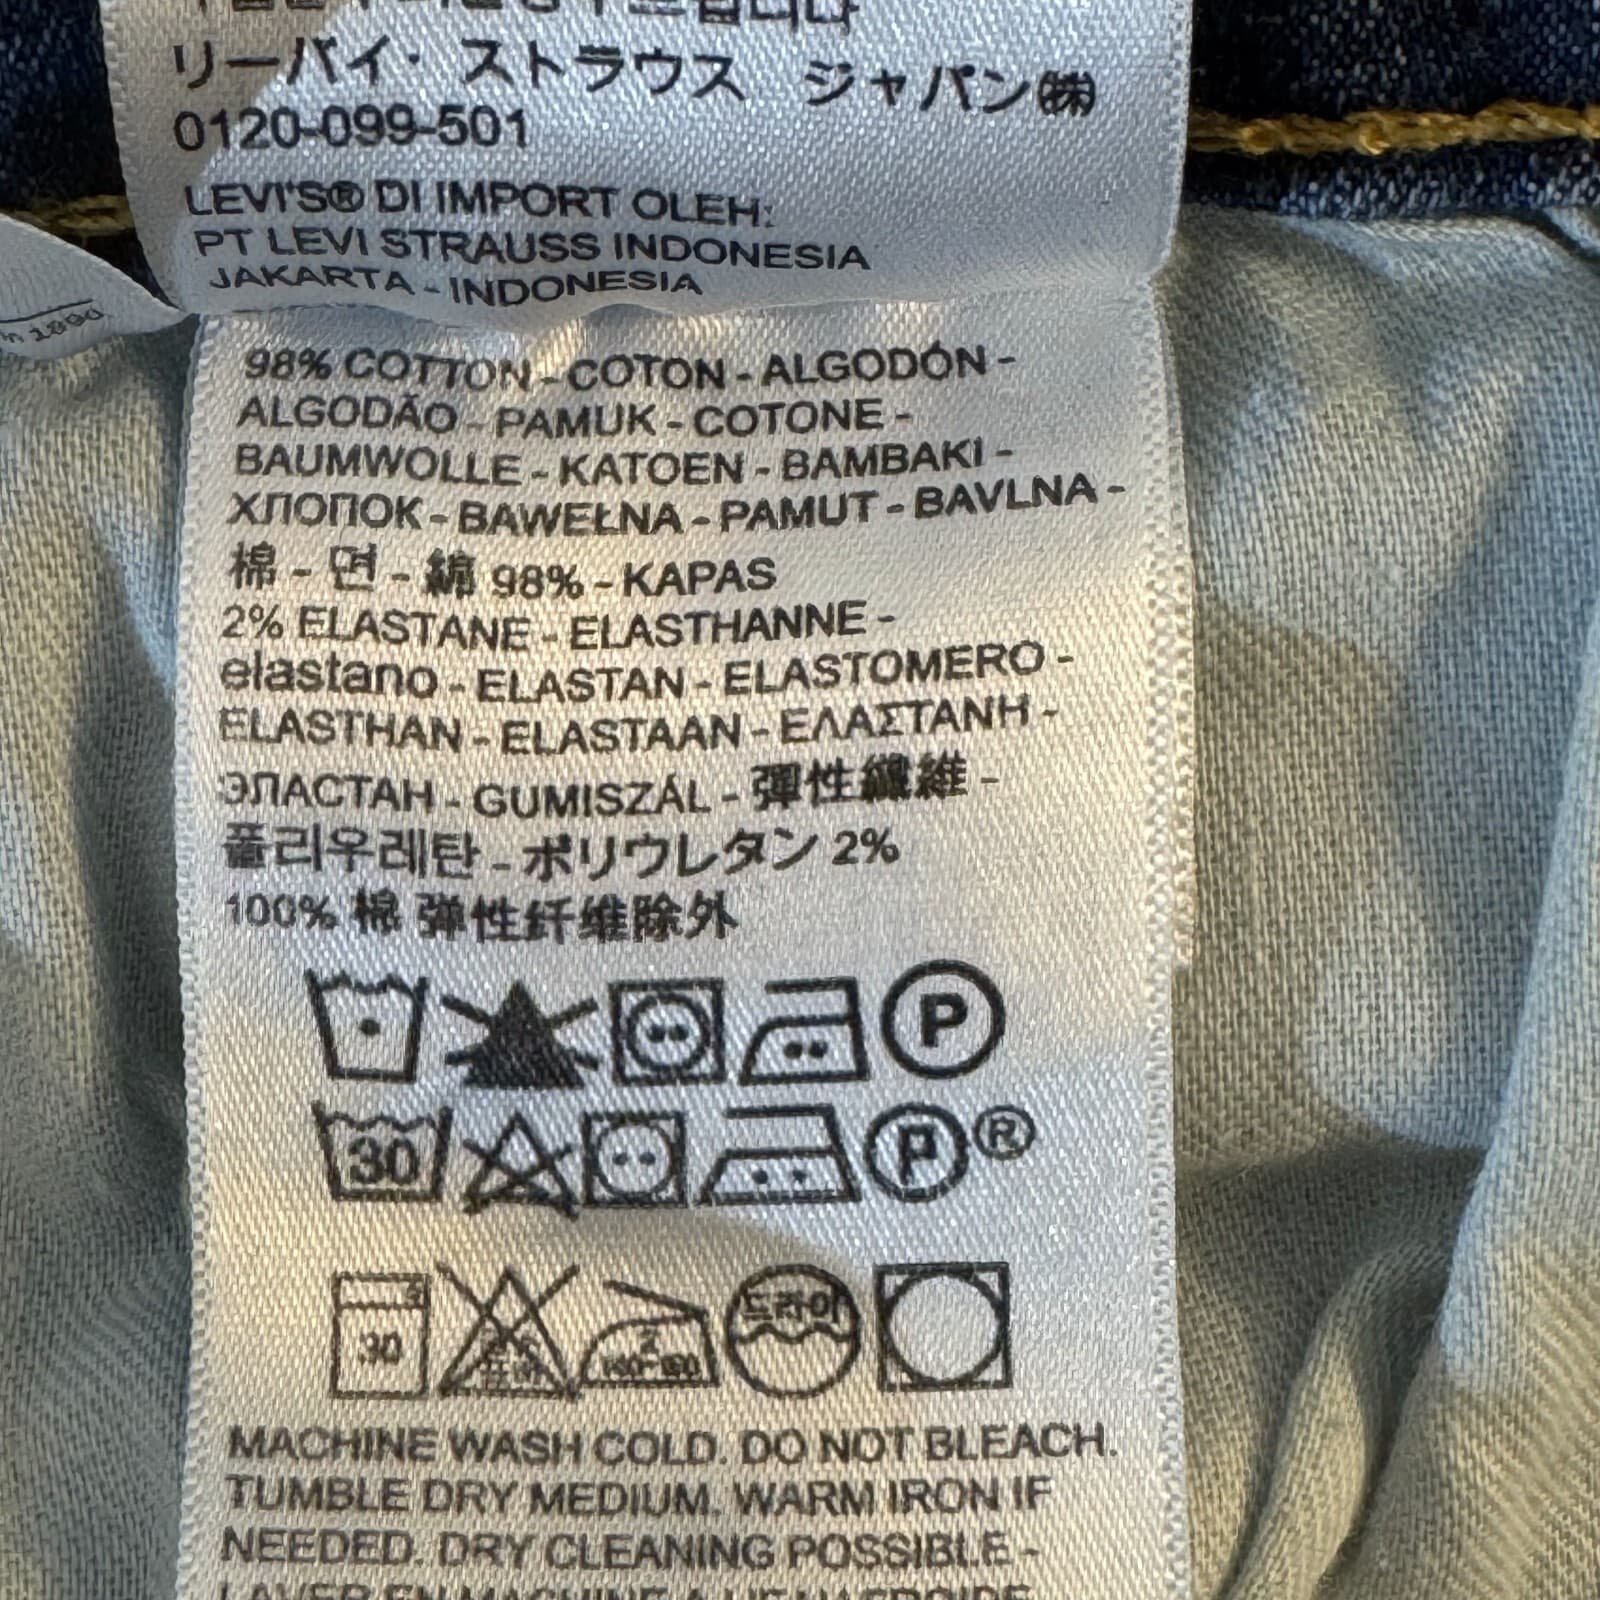 リーバイ・ストラウス ジャパン㈱
0120-099-501
LEVI'S® DI IMPORT OLEH:
PT LEVI STRAUSS INDONESIA
JAKARTA - INDONESIA
98% COTTON - COTON - ALGODÓN -
ALGODÃO - PAMUK - COTONE -
BAUMWOLLE - KATOEN - BAMBAKI -
ХЛОПОК - BAWEŁNA - PAMUT - BAVLNA -
棉 - 면 - 綿 98% - KAPAS
2% ELASTANE - ELASTHANNE -
elastano - ELASTAN - ELASTOMERO -
ELASTHAN - ELASTAAN - ΕΛΑΣΤΑΝΗ -
ЭЛАСТАН - GUMISZÁL - 彈性纖維 -
폴리우레탄 - ポリウレタン 2%
100% 棉 弹性纤维除外
P
30 P ®
30 드라이
MACHINE WASH COLD. DO NOT BLEACH.
TUMBLE DRY MEDIUM. WARM IRON IF
NEEDED. DRY CLEANING POSSIBLE -
LAVER EN MACHINE A